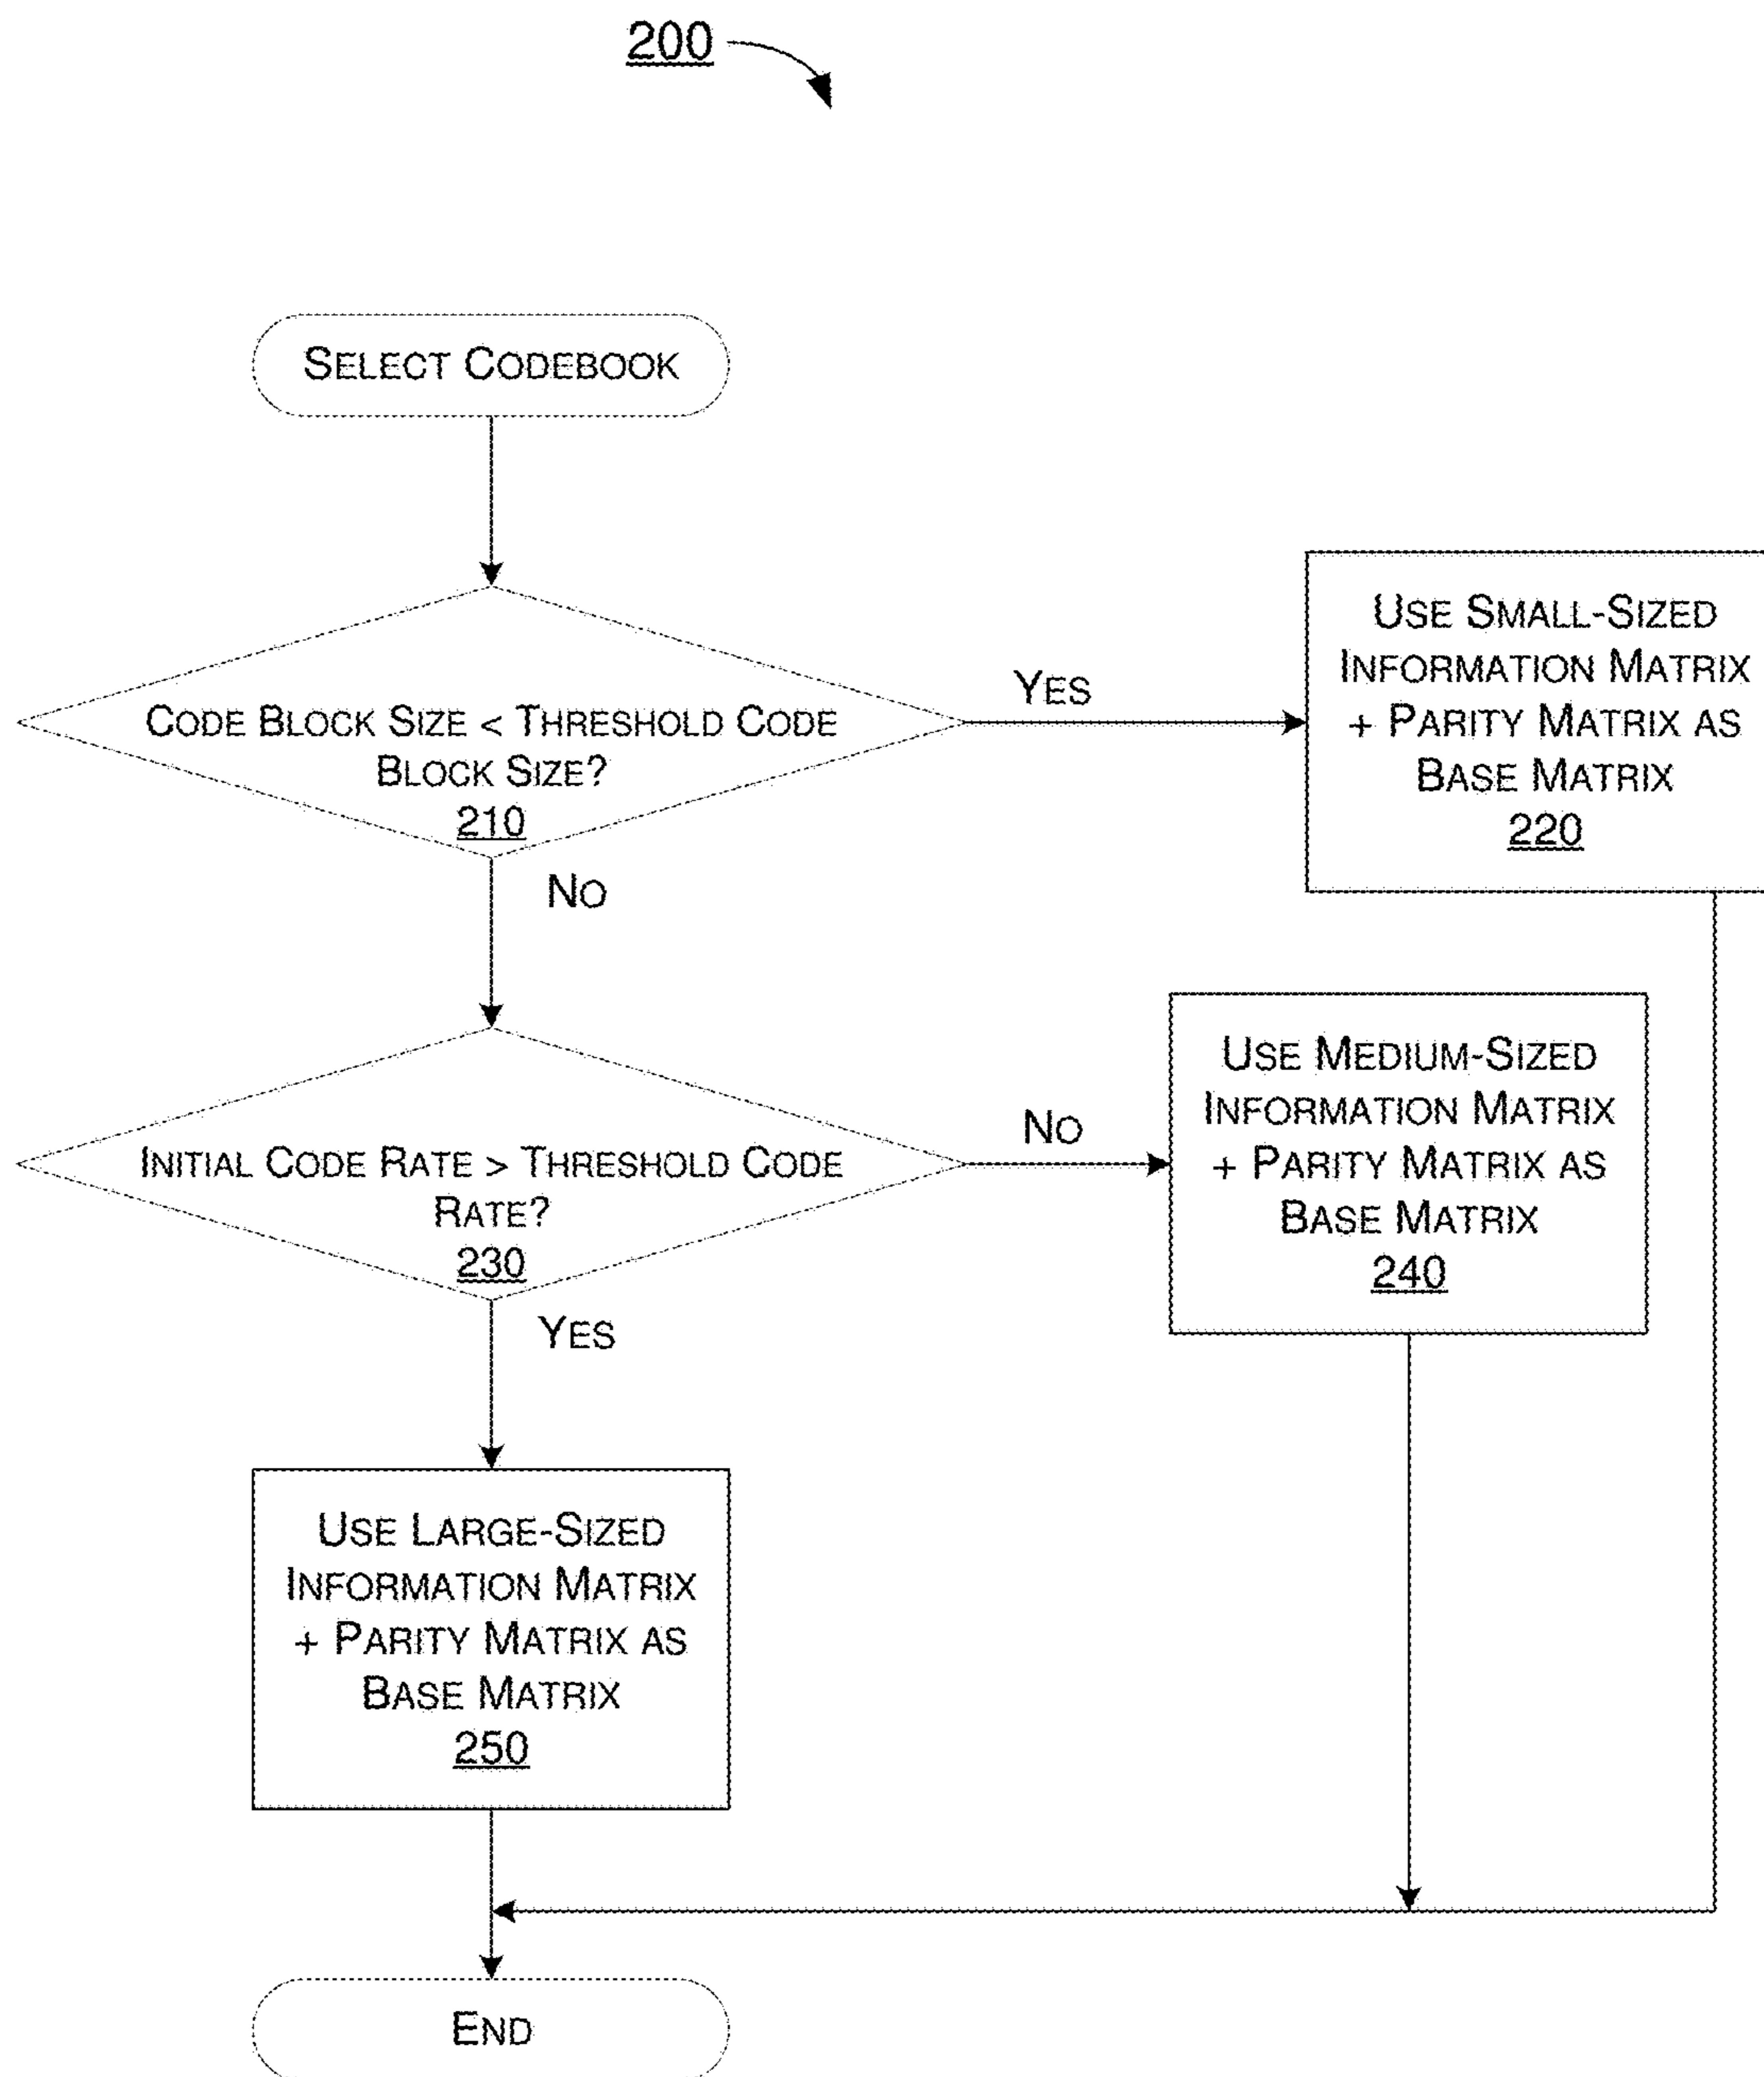 200
SELECT CODEBOOK
CODE BLOCK SIZE < THRESHOLD CODE
BLOCK SIZE?
210
YES
USE SMALL-SIZED
INFORMATION MATRIX
+ PARITY MATRIX AS
BASE MATRIX
220
NO
INITIAL CODE RATE > THRESHOLD CODE
RATE?
230
NO
USE MEDIUM-SIZED
INFORMATION MATRIX
+ PARITY MATRIX AS
BASE MATRIX
240
YES
USE LARGE-SIZED
INFORMATION MATRIX
+ PARITY MATRIX AS
BASE MATRIX
250
END